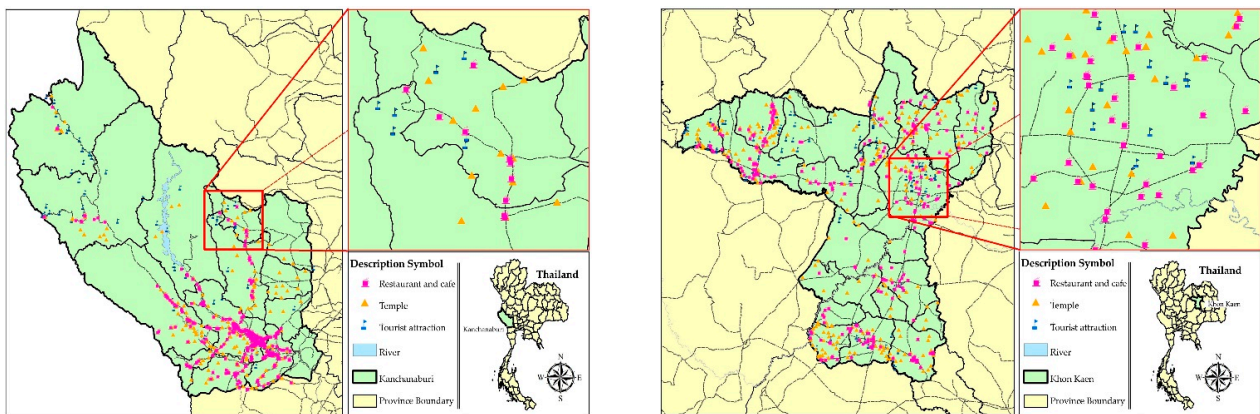 Description Symbol
Restaurant and cafe
Temple
Tourist attraction
River
Kanchanaburi
Province Boundary
Thailand
Kanchanaburi
N
W E
S
Description Symbol
Restaurant and cafe
Temple
Tourist attraction
River
Khon Kaen
Province Boundary
Thailand
Khon Kaen
N
W E
S